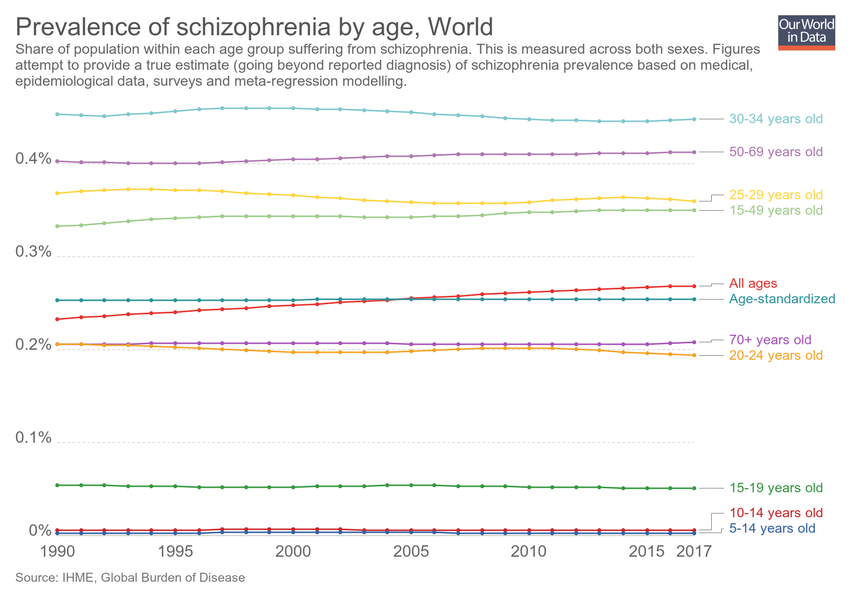 Prevalence of schizophrenia by age, World
Our World
in Data
Share of population within each age group suffering from schizophrenia. This is measured across both sexes. Figures
attempt to provide a true estimate (going beyond reported diagnosis) of schizophrenia prevalence based on medical,
epidemiological data, surveys and meta-regression modelling.
30-34 years old
0.4%
50-69 years old
25-29 years old
15-49 years old
0.3%
All ages
Age-standardized
0.2%
70+ years old
20-24 years old
0.1%
15-19 years old
10-14 years old
0%
5-14 years old
1990 1995 2000 2005 2010 2015 2017
Source: IHME, Global Burden of Disease